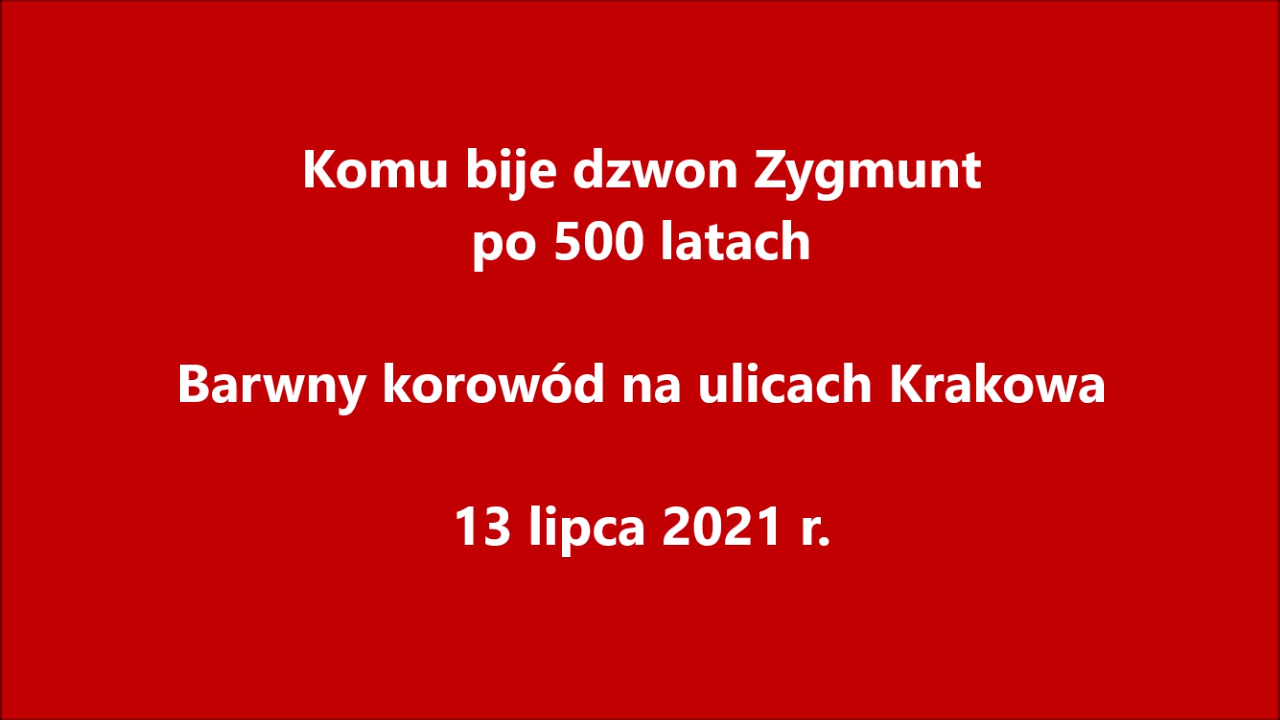 Komu bije dzwon Zygmunt
po 500 latach
Barwny korowód na ulicach Krakowa
13 lipca 2021 r.